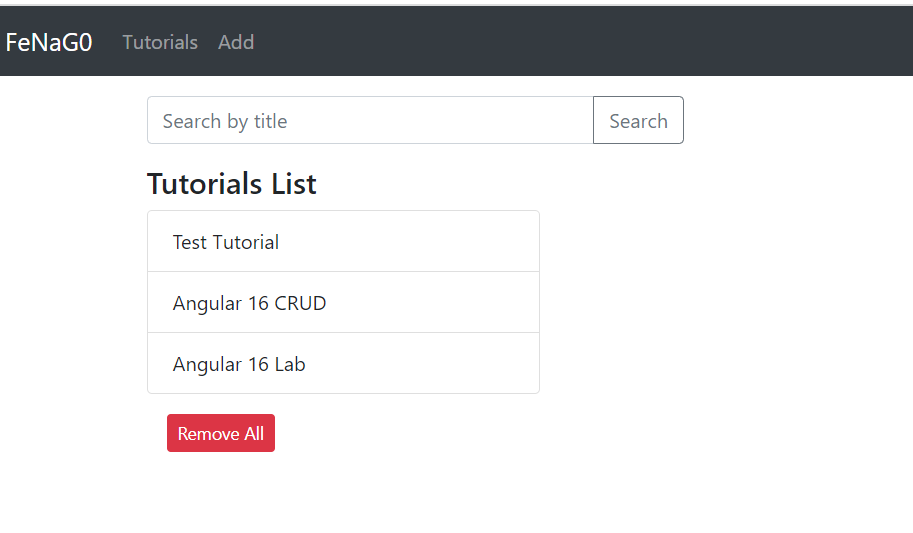 FeNaG0 Tutorials Add
Search by title Search
Tutorials List
Test Tutorial
Angular 16 CRUD
Angular 16 Lab
Remove All